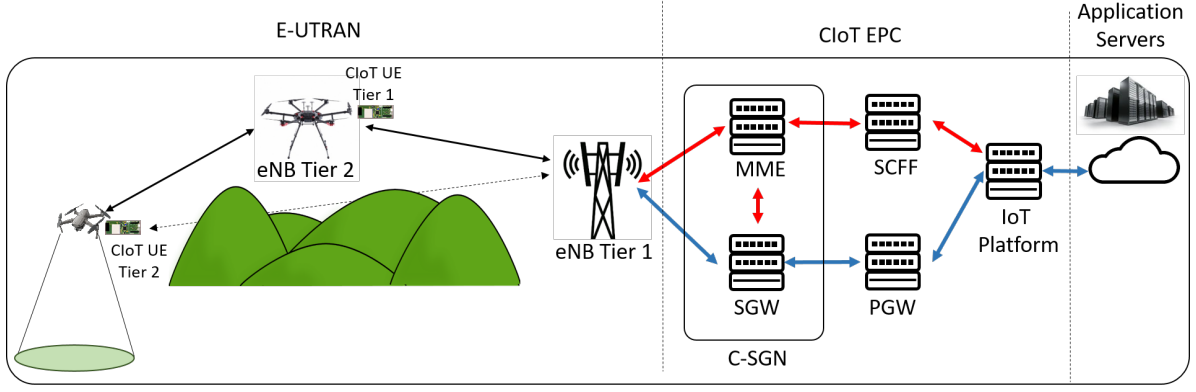 E-UTRAN
CIoT EPC
Application
Servers
CIoT UE
Tier 1
eNB Tier 2
MME
SCFF
eNB Tier 1
IoT
Platform
CIoT UE
Tier 2
SGW
PGW
C-SGN